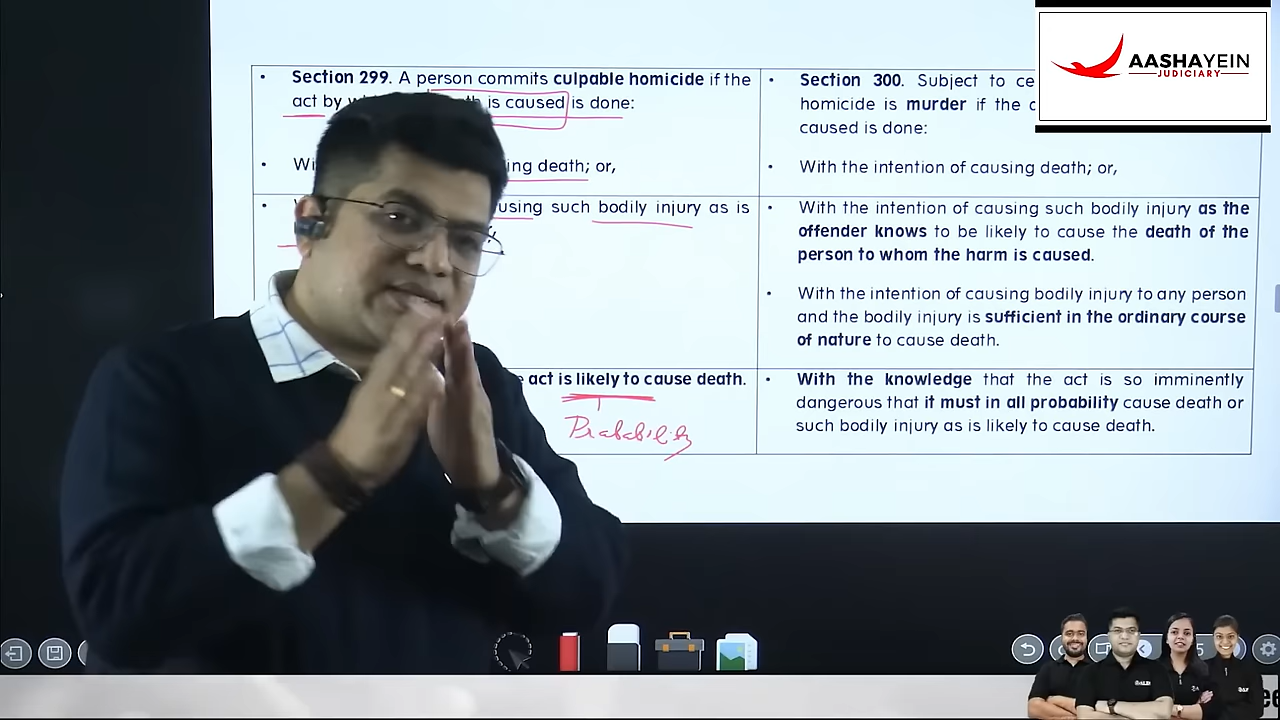 AASHAYEIN
JUDICIARY
• Section 299. A person commits culpable homicide if the
act by is caused is done:
• ing death; or,
• using such bodily injury as is
act is likely to cause death.
Probability
• Section 300. Subject to
homicide is murder if the
caused is done:
• With the intention of causing death; or,
• With the intention of causing such bodily injury as the
offender knows to be likely to cause the death of the
person to whom the harm is caused.
• With the intention of causing bodily injury to any person
and the bodily injury is sufficient in the ordinary course
of nature to cause death.
• With the knowledge that the act is so imminently
dangerous that it must in all probability cause death or
such bodily injury as is likely to cause death.
5